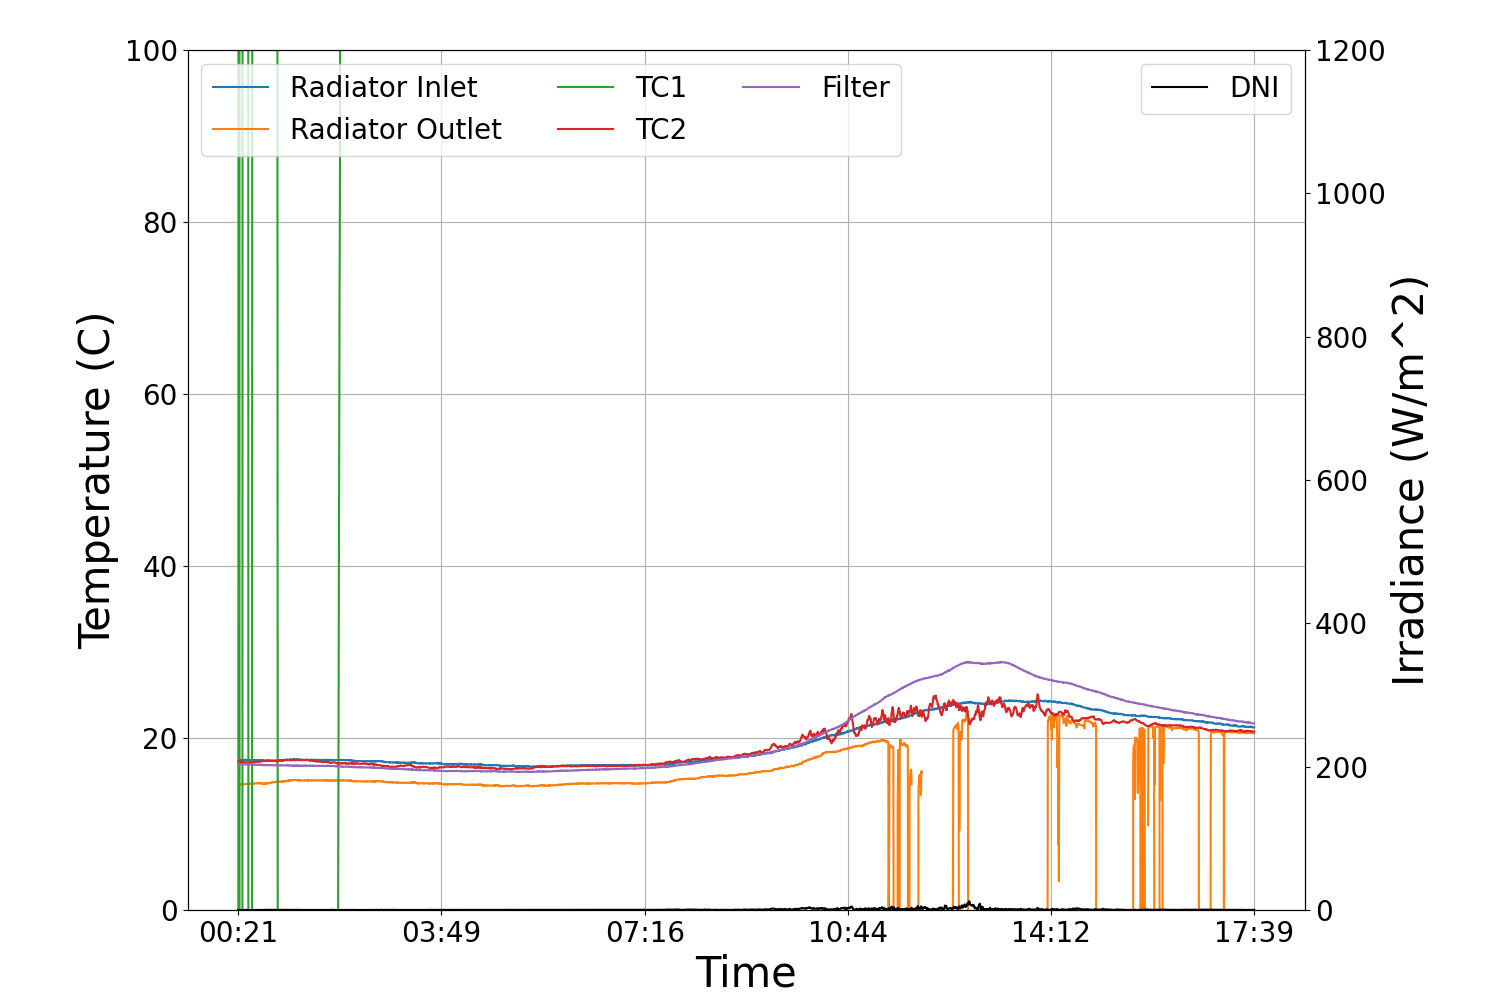 100
80
60
40
20
0
Temperature (C)
Radiator Inlet
Radiator Outlet
TC1
TC2
Filter
DNI
1200
1000
800
600
400
200
0
Irradiance (W/m^2)
00:21 03:49 07:16 10:44 14:12 17:39
Time